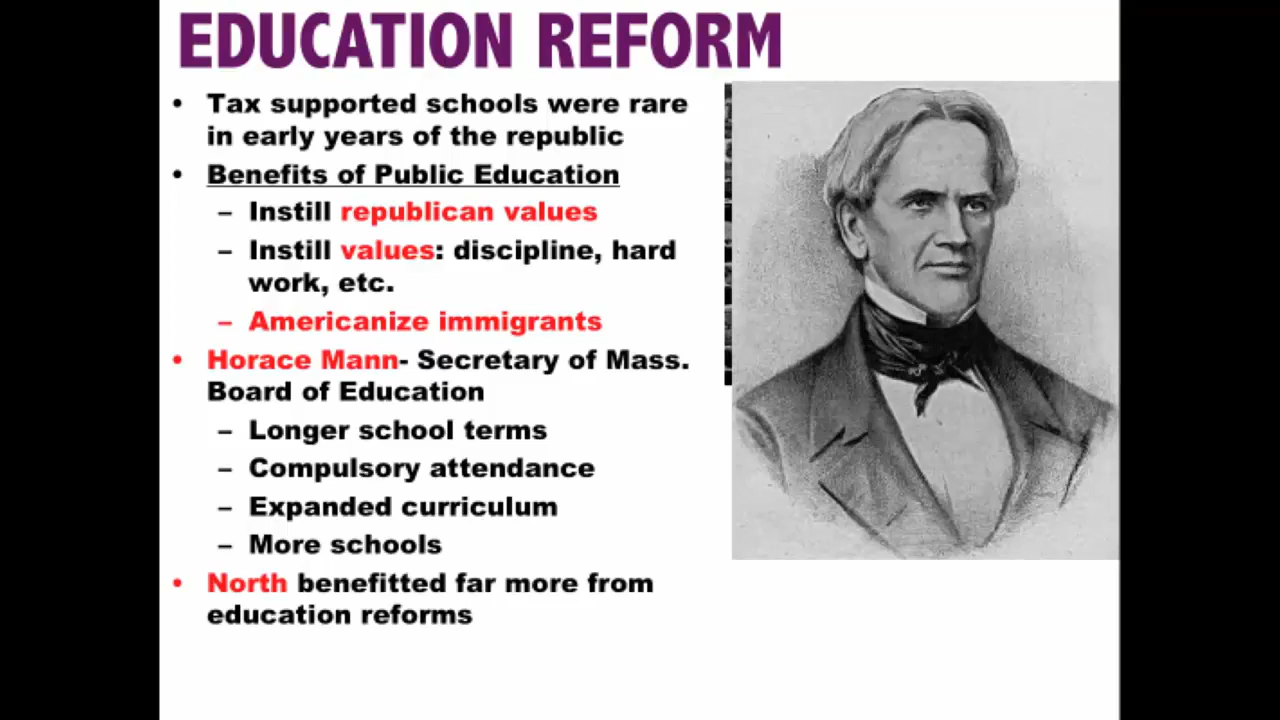 EDUCATION REFORM
• Tax supported schools were rare
in early years of the republic
• Benefits of Public Education
– Instill republican values
– Instill values: discipline, hard
work, etc.
– Americanize immigrants
• Horace Mann- Secretary of Mass.
Board of Education
– Longer school terms
– Compulsory attendance
– Expanded curriculum
– More schools
• North benefitted far more from
education reforms